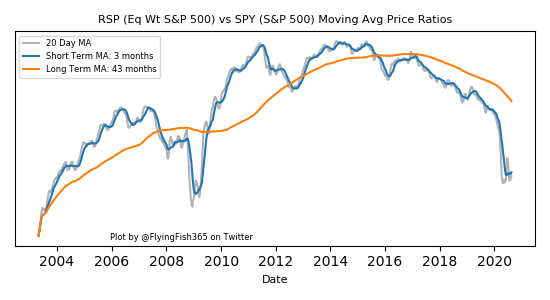 RSP (Eq Wt S&P 500) vs SPY (S&P 500) Moving Avg Price Ratios
20 Day MA
Short Term MA: 3 months
Long Term MA: 43 months
Plot by @FlyingFish365 on Twitter
2004 2006 2008 2010 2012 2014 2016 2018 2020
Date